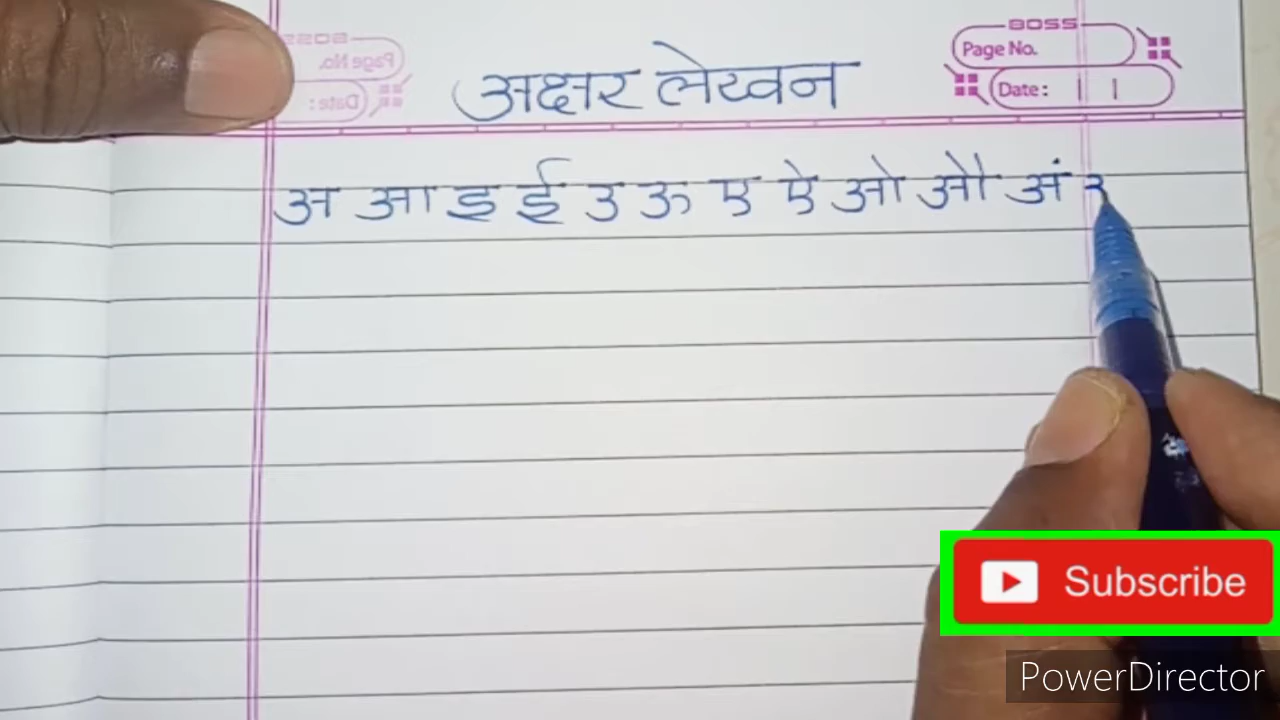 BOSS
Page No.
Date:
अक्षर लेखन
अ आ इ ई उ ऊ ए ऐ ओ औ अं
Subscribe
PowerDirector